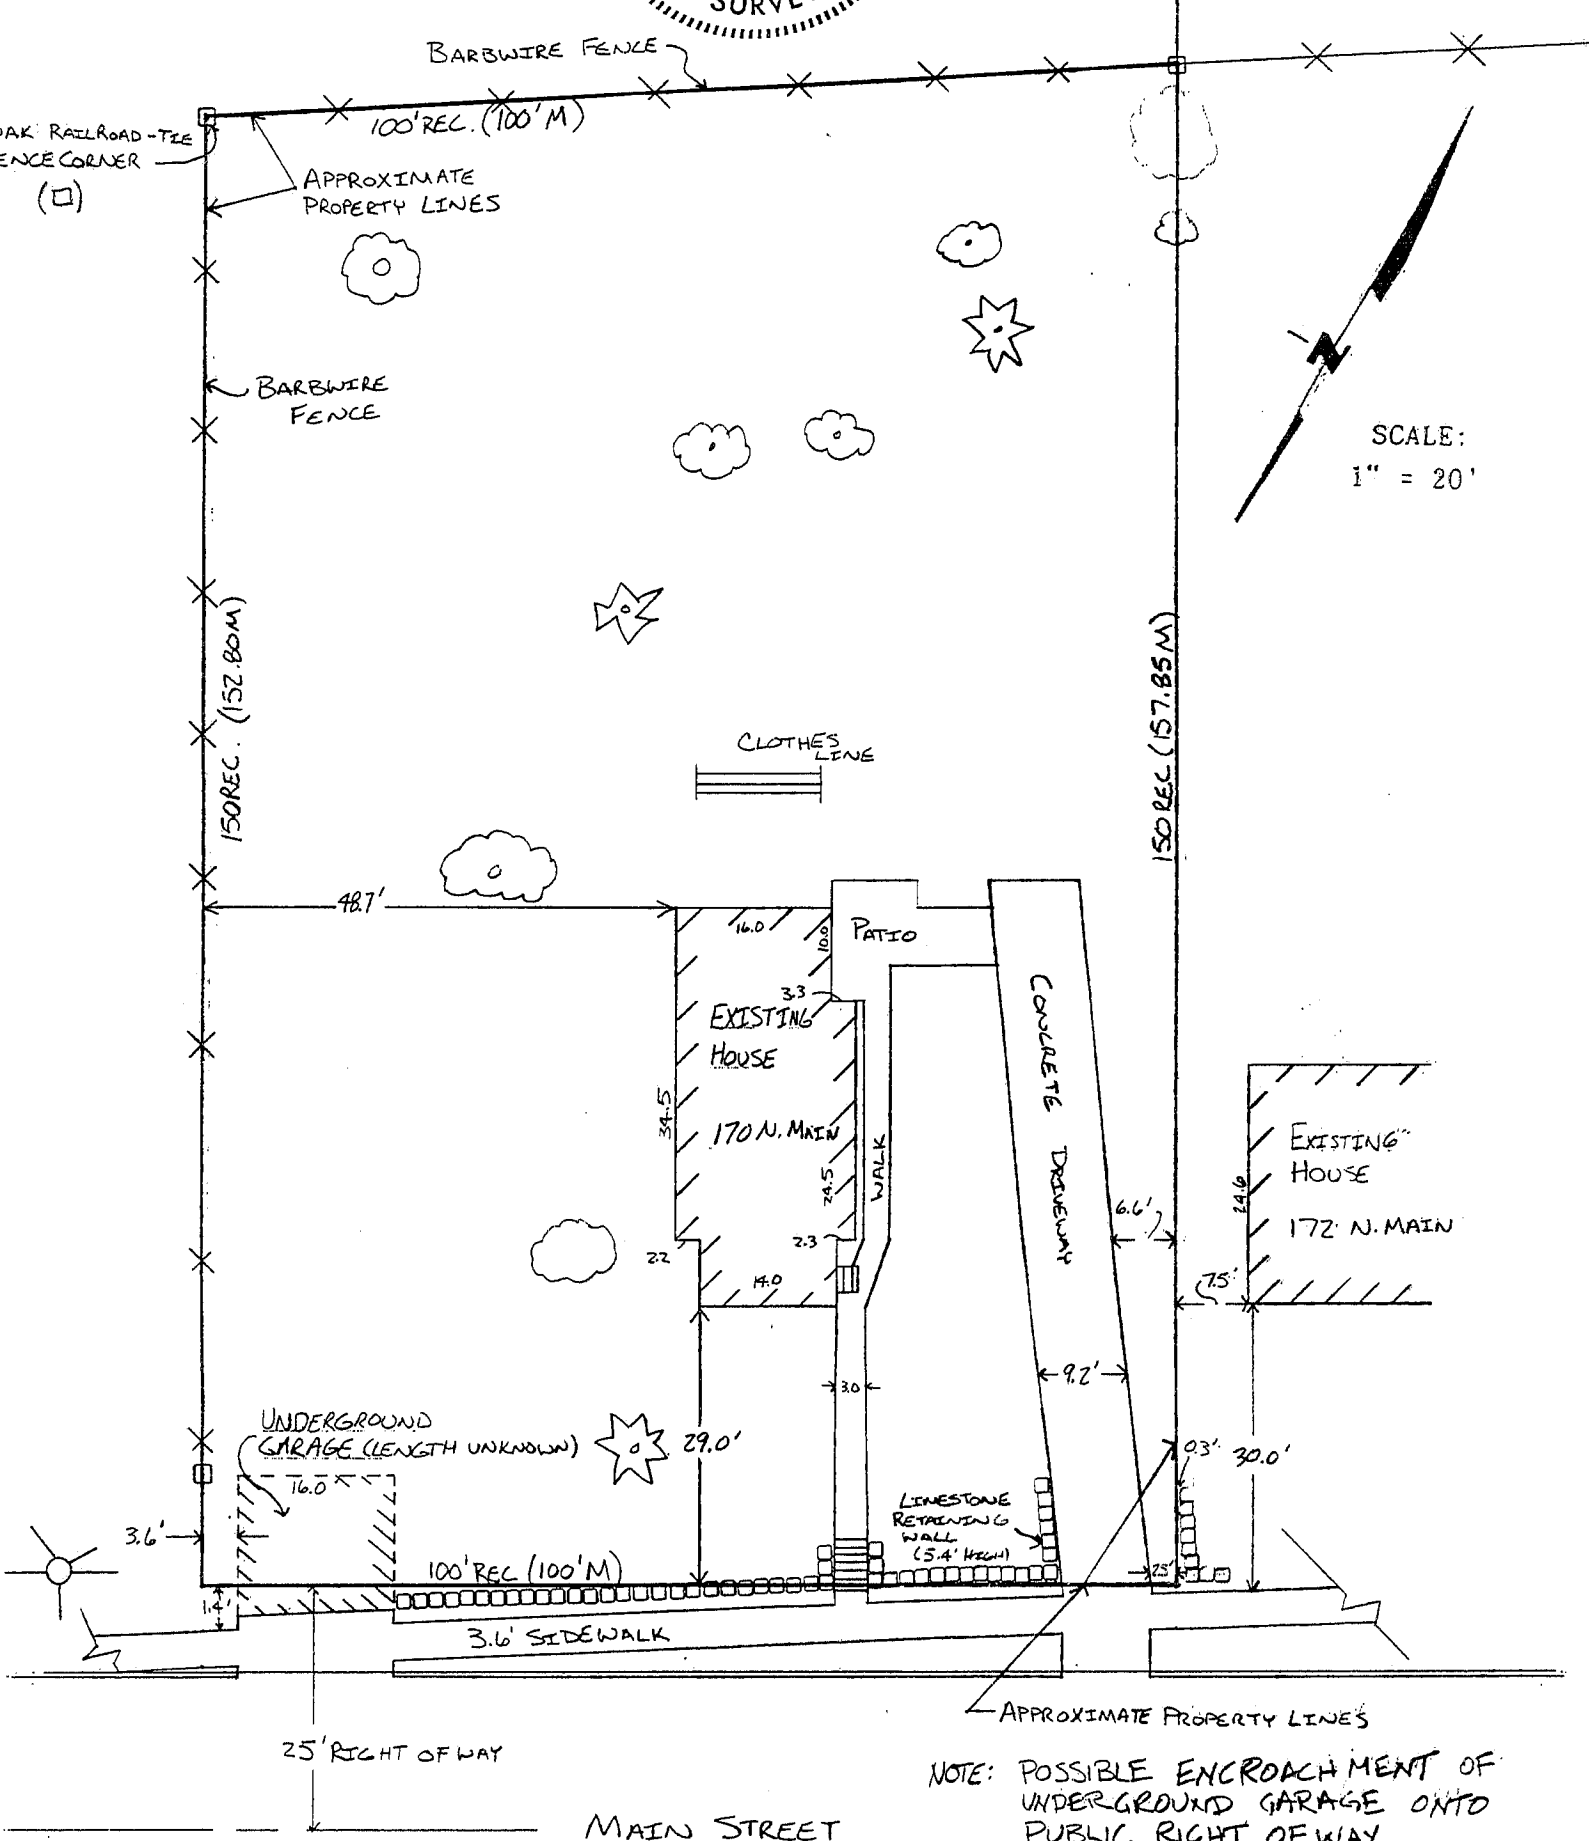 SURVEY
BARBWIRE FENCE
100' REC. (100' M)
OAK RAILROAD-TIE
FENCE CORNER
(□)
APPROXIMATE
PROPERTY LINES
BARBWIRE
FENCE
N
SCALE:
1" = 20'
150 REC. (152.80M)
150 REC (157.85M)
CLOTHES
LINE
48.7'
16.0
10.0
PATIO
3.3
EXISTING
HOUSE
170 N. MAIN
34.5
24.5
WALK
CONCRETE DRIVEWAY
6.6'
24.6
EXISTING
HOUSE
172 N. MAIN
2.2
2.3
14.0
7.5'
3.0
9.2'
UNDERGROUND
GARAGE (LENGTH UNKNOWN)
16.0
29.0'
0.3'
30.0'
LINESTONE
RETAINING
WALL
(5.4' HIGH)
3.6'
100' REC (100' M)
2.5'
1.4'
3.6' SIDEWALK
APPROXIMATE PROPERTY LINES
25' RIGHT OF WAY
NOTE: POSSIBLE ENCROACHMENT OF
UNDERGROUND GARAGE ONTO
PUBLIC RIGHT OF WAY
MAIN STREET